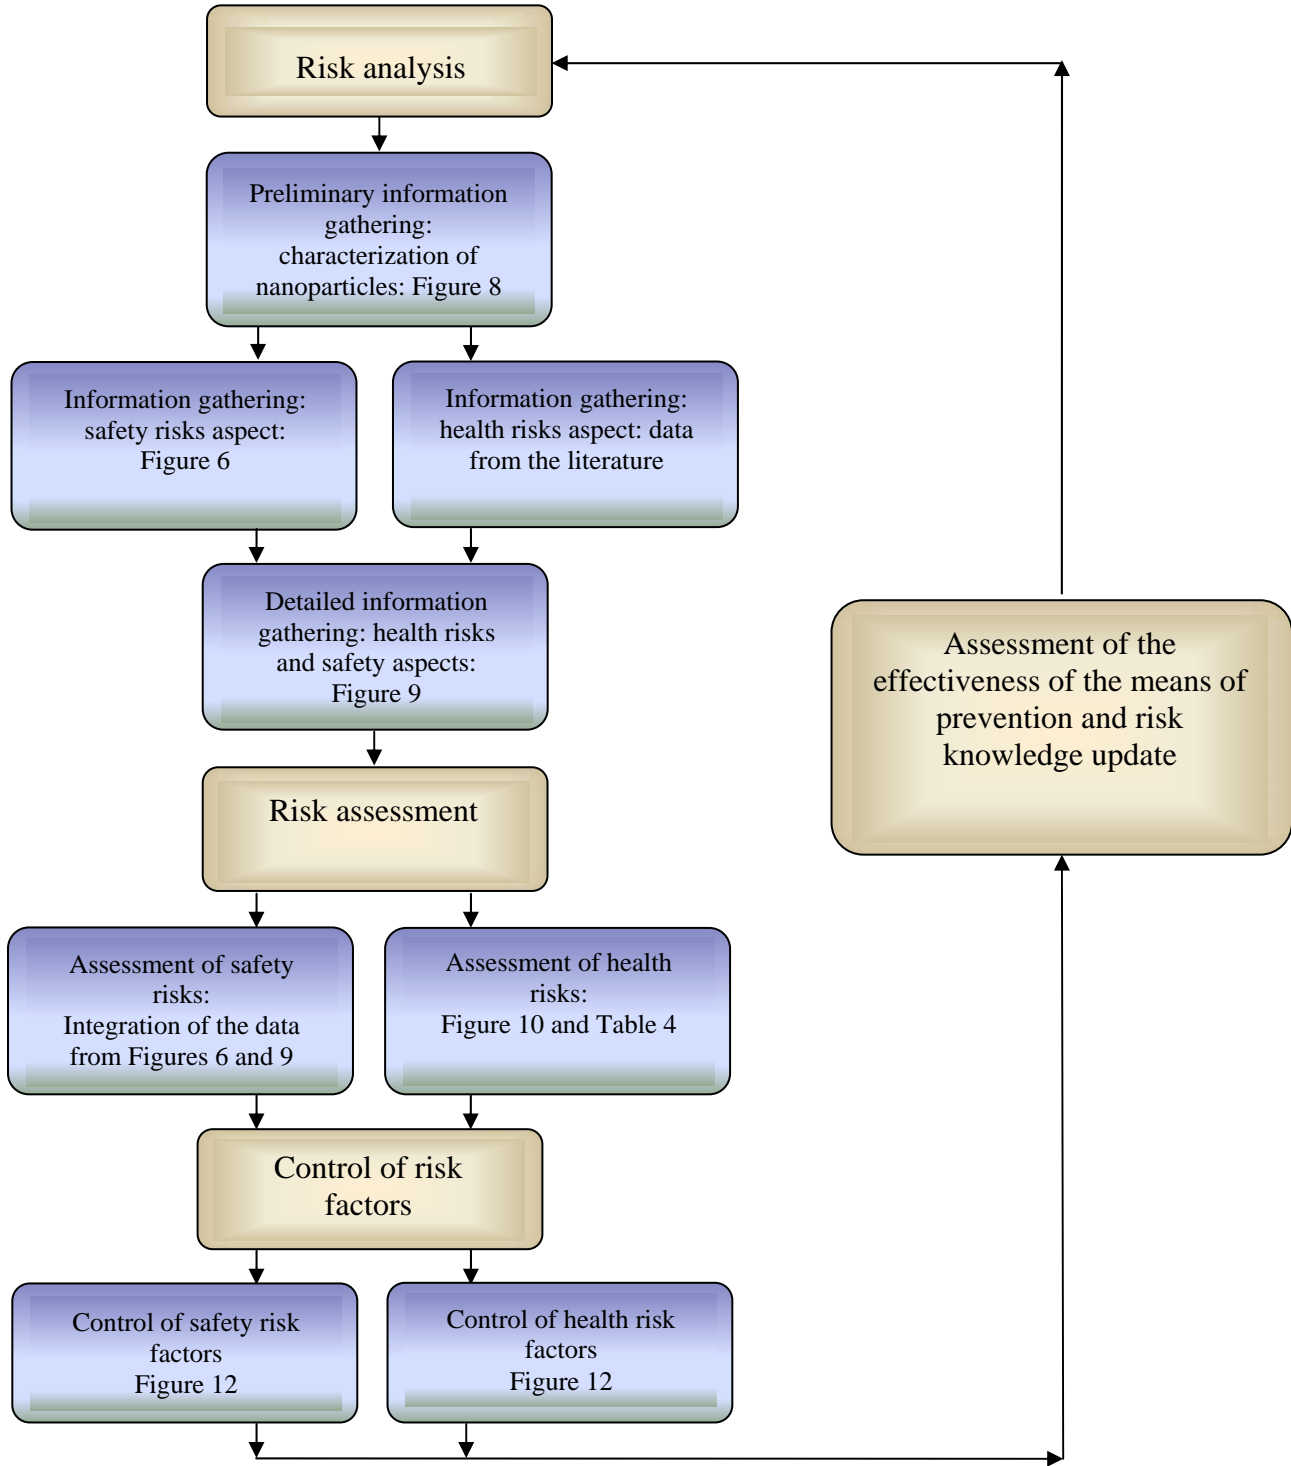 Risk analysis
Preliminary information
gathering:
characterization of
nanoparticles: Figure 8
Information gathering:
safety risks aspect:
Figure 6
Information gathering:
health risks aspect: data
from the literature
Detailed information
gathering: health risks
and safety aspects:
Figure 9
Assessment of the
effectiveness of the means of
prevention and risk
knowledge update
Risk assessment
Assessment of safety
risks:
Integration of the data
from Figures 6 and 9
Assessment of health
risks:
Figure 10 and Table 4
Control of risk
factors
Control of safety risk
factors
Figure 12
Control of health risk
factors
Figure 12